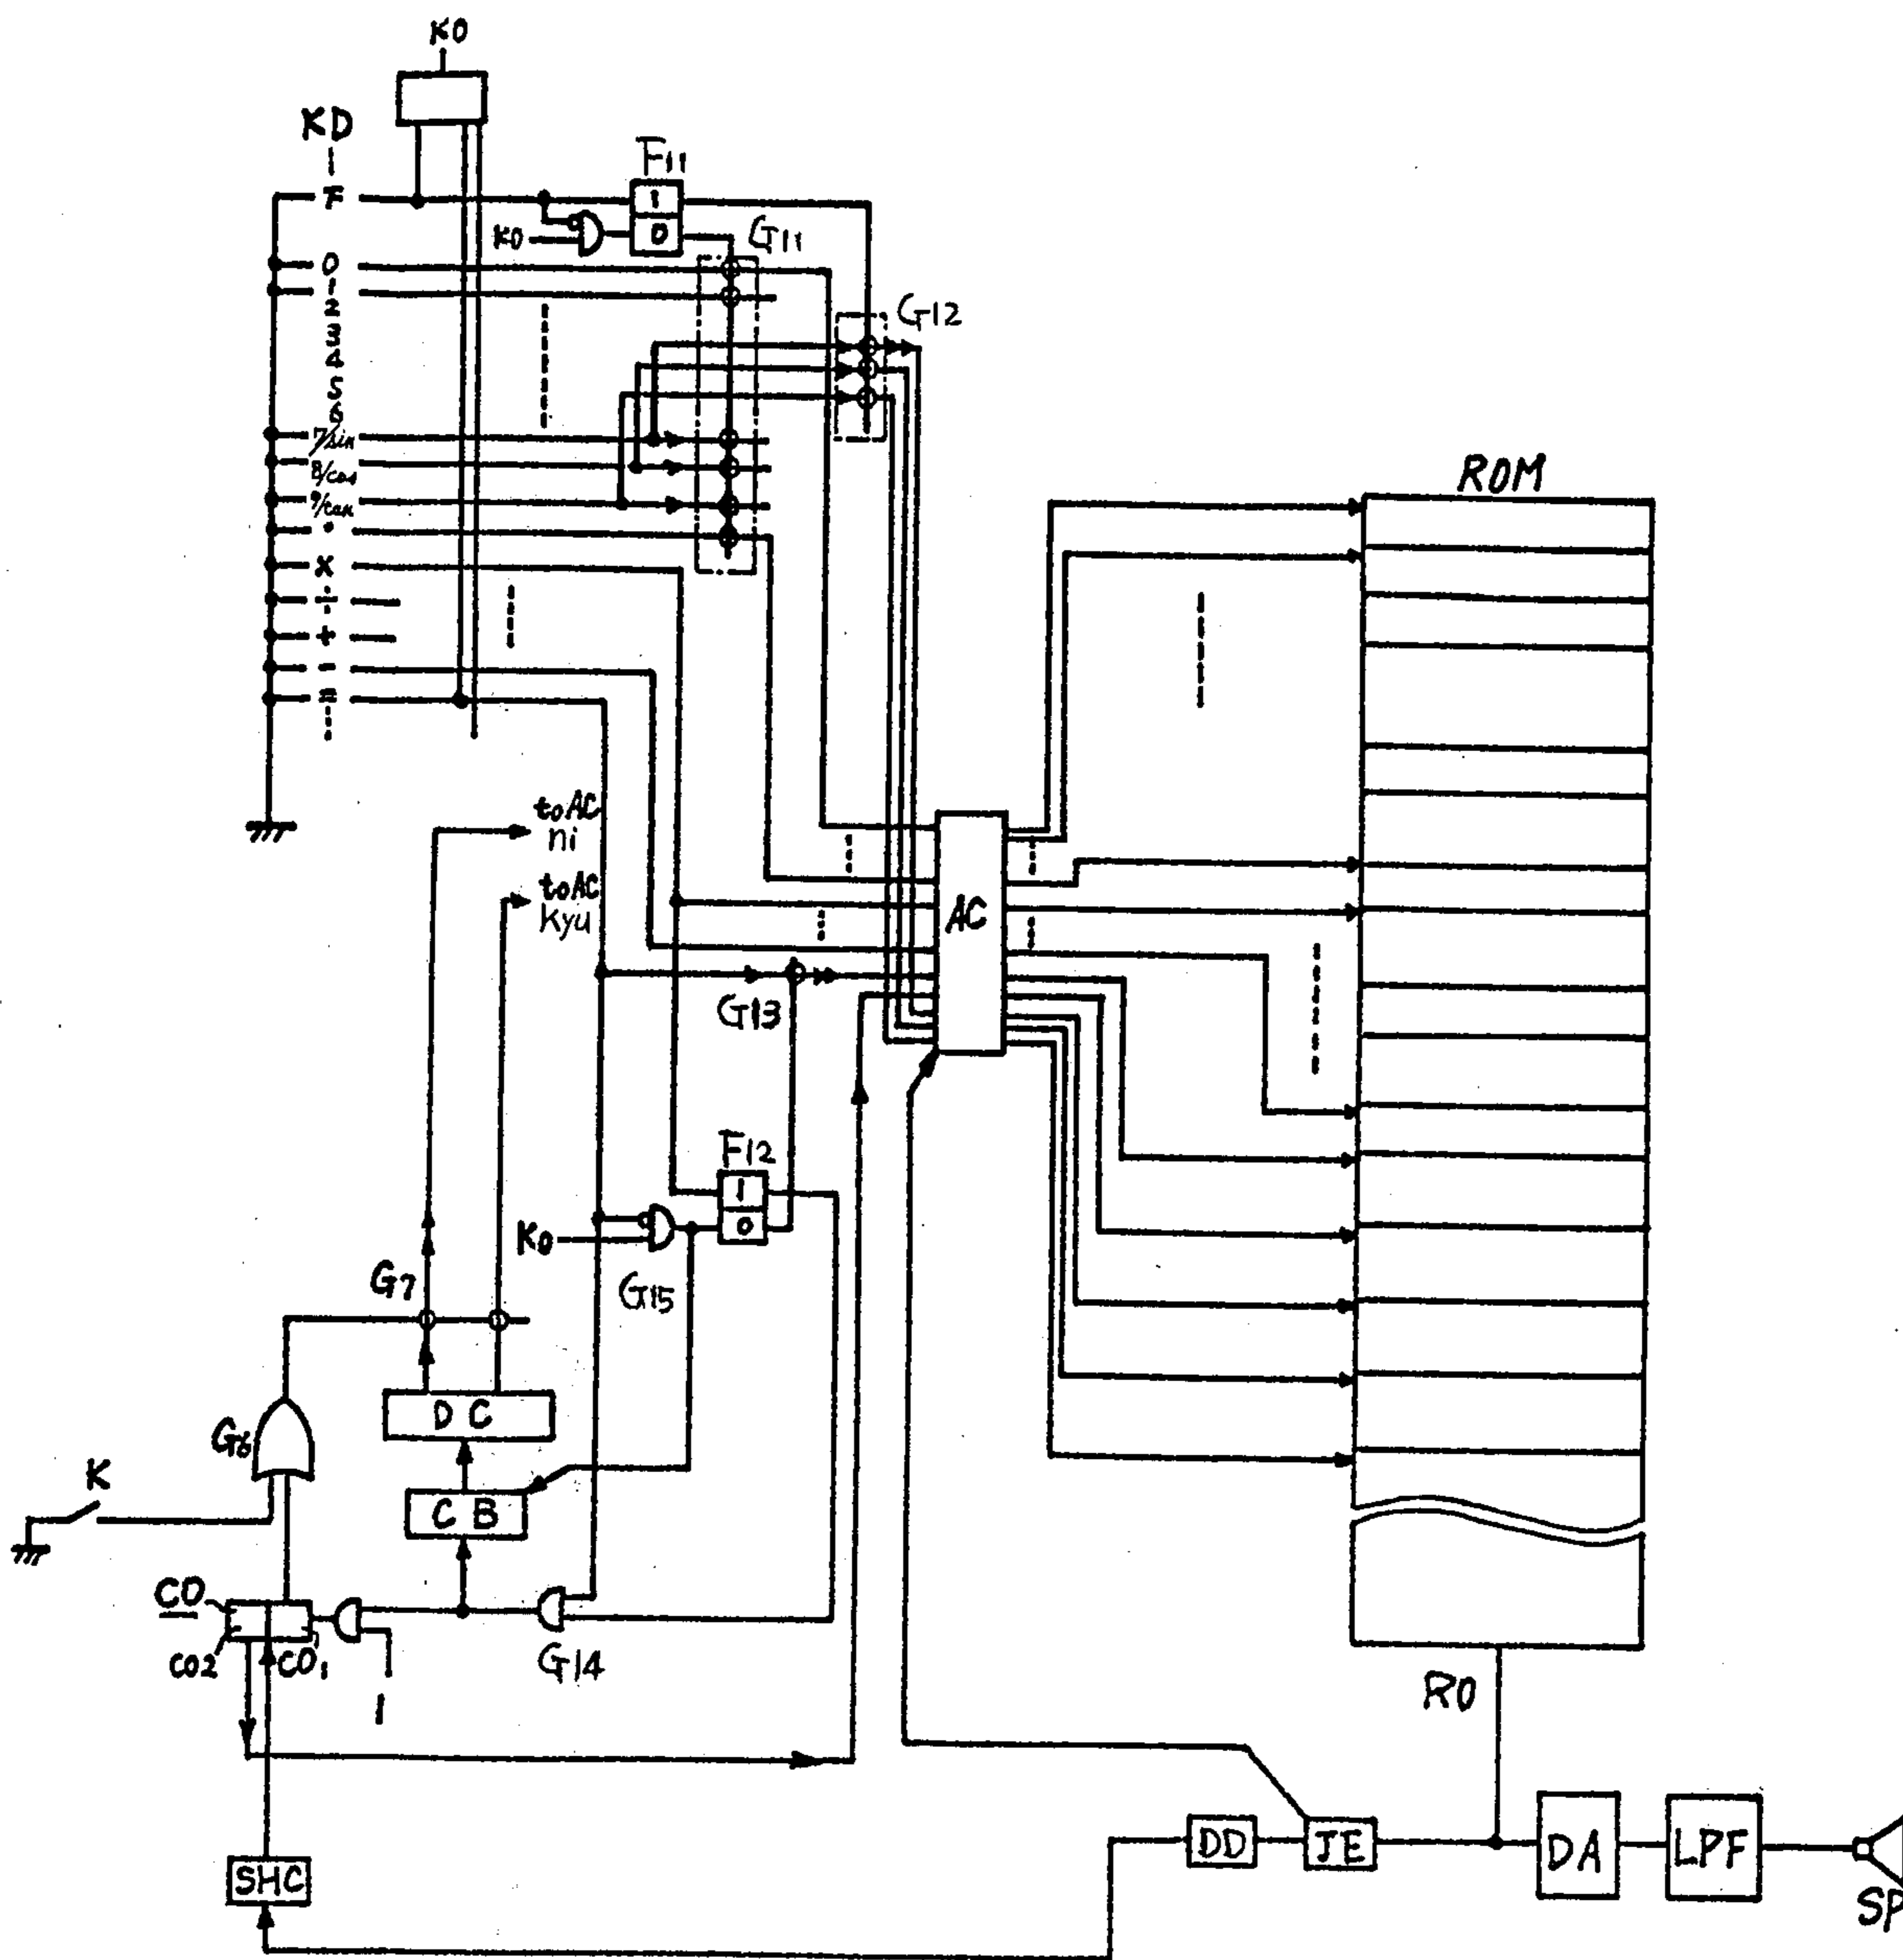 KO
KD
F
F11
1
0
KO
G11
0
1
2
3
4
5
6
G12
7/sin
8/cos
9/tan
·
×
÷
+
-
=
ROM
to AC
ni
to AC
kyu
AC
G13
F12
1
0
KO
G15
G7
DC
G6
K
CB
CO
CO2
CO1
G14
1
RO
DD
JE
DA
LPF
SHC
SP